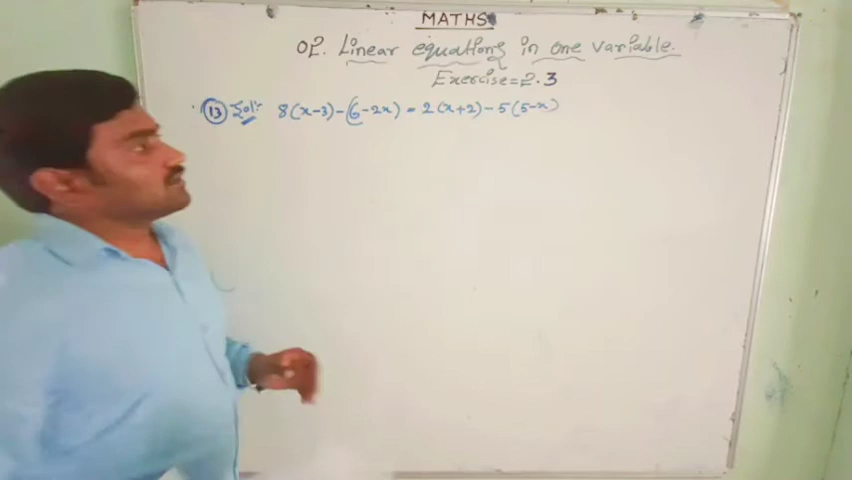 MATHS
02. Linear equations in one variable.
Exercise=2.3
13 Sol: 8(x-3)-(6-2x) = 2(x+2)-5(5-x)